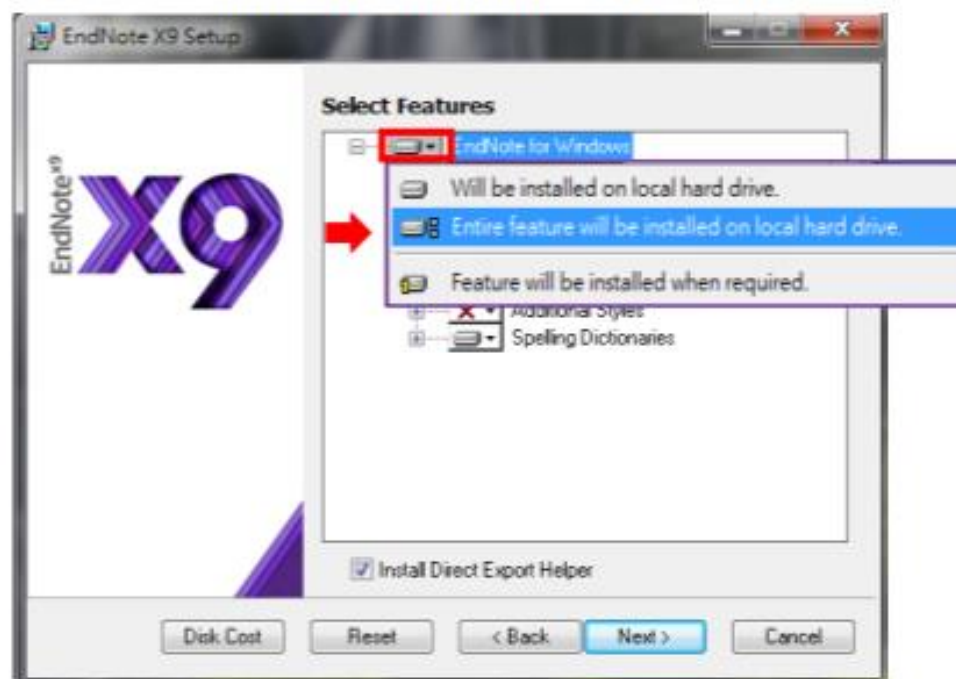 EndNote X9 Setup
EndNote X9
X9
Select Features
EndNote for Windows
Will be installed on local hard drive.
Entire feature will be installed on local hard drive.
Feature will be installed when required.
Additional Styles
Spelling Dictionaries
Install Direct Export Helper
Disk Cost
Reset
< Back
Next >
Cancel